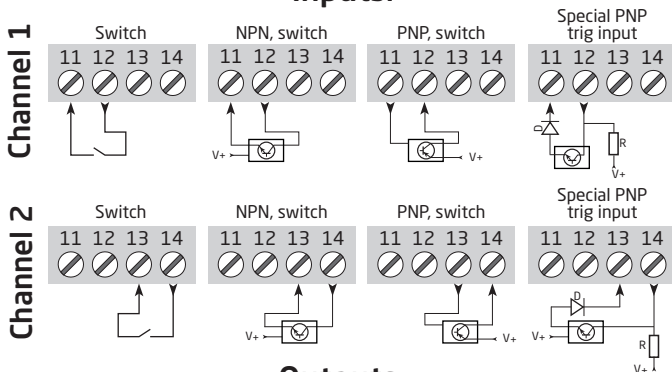 Channel 1
Switch
NPN, switch
PNP, switch
Special PNP
trig input
11 12 13 14
11 12 13 14
11 12 13 14
11 12 13 14
V+
V+
D
R
V+
Channel 2
Switch
NPN, switch
PNP, switch
Special PNP
trig input
11 12 13 14
11 12 13 14
11 12 13 14
11 12 13 14
V+
V+
D
V+
R
V+